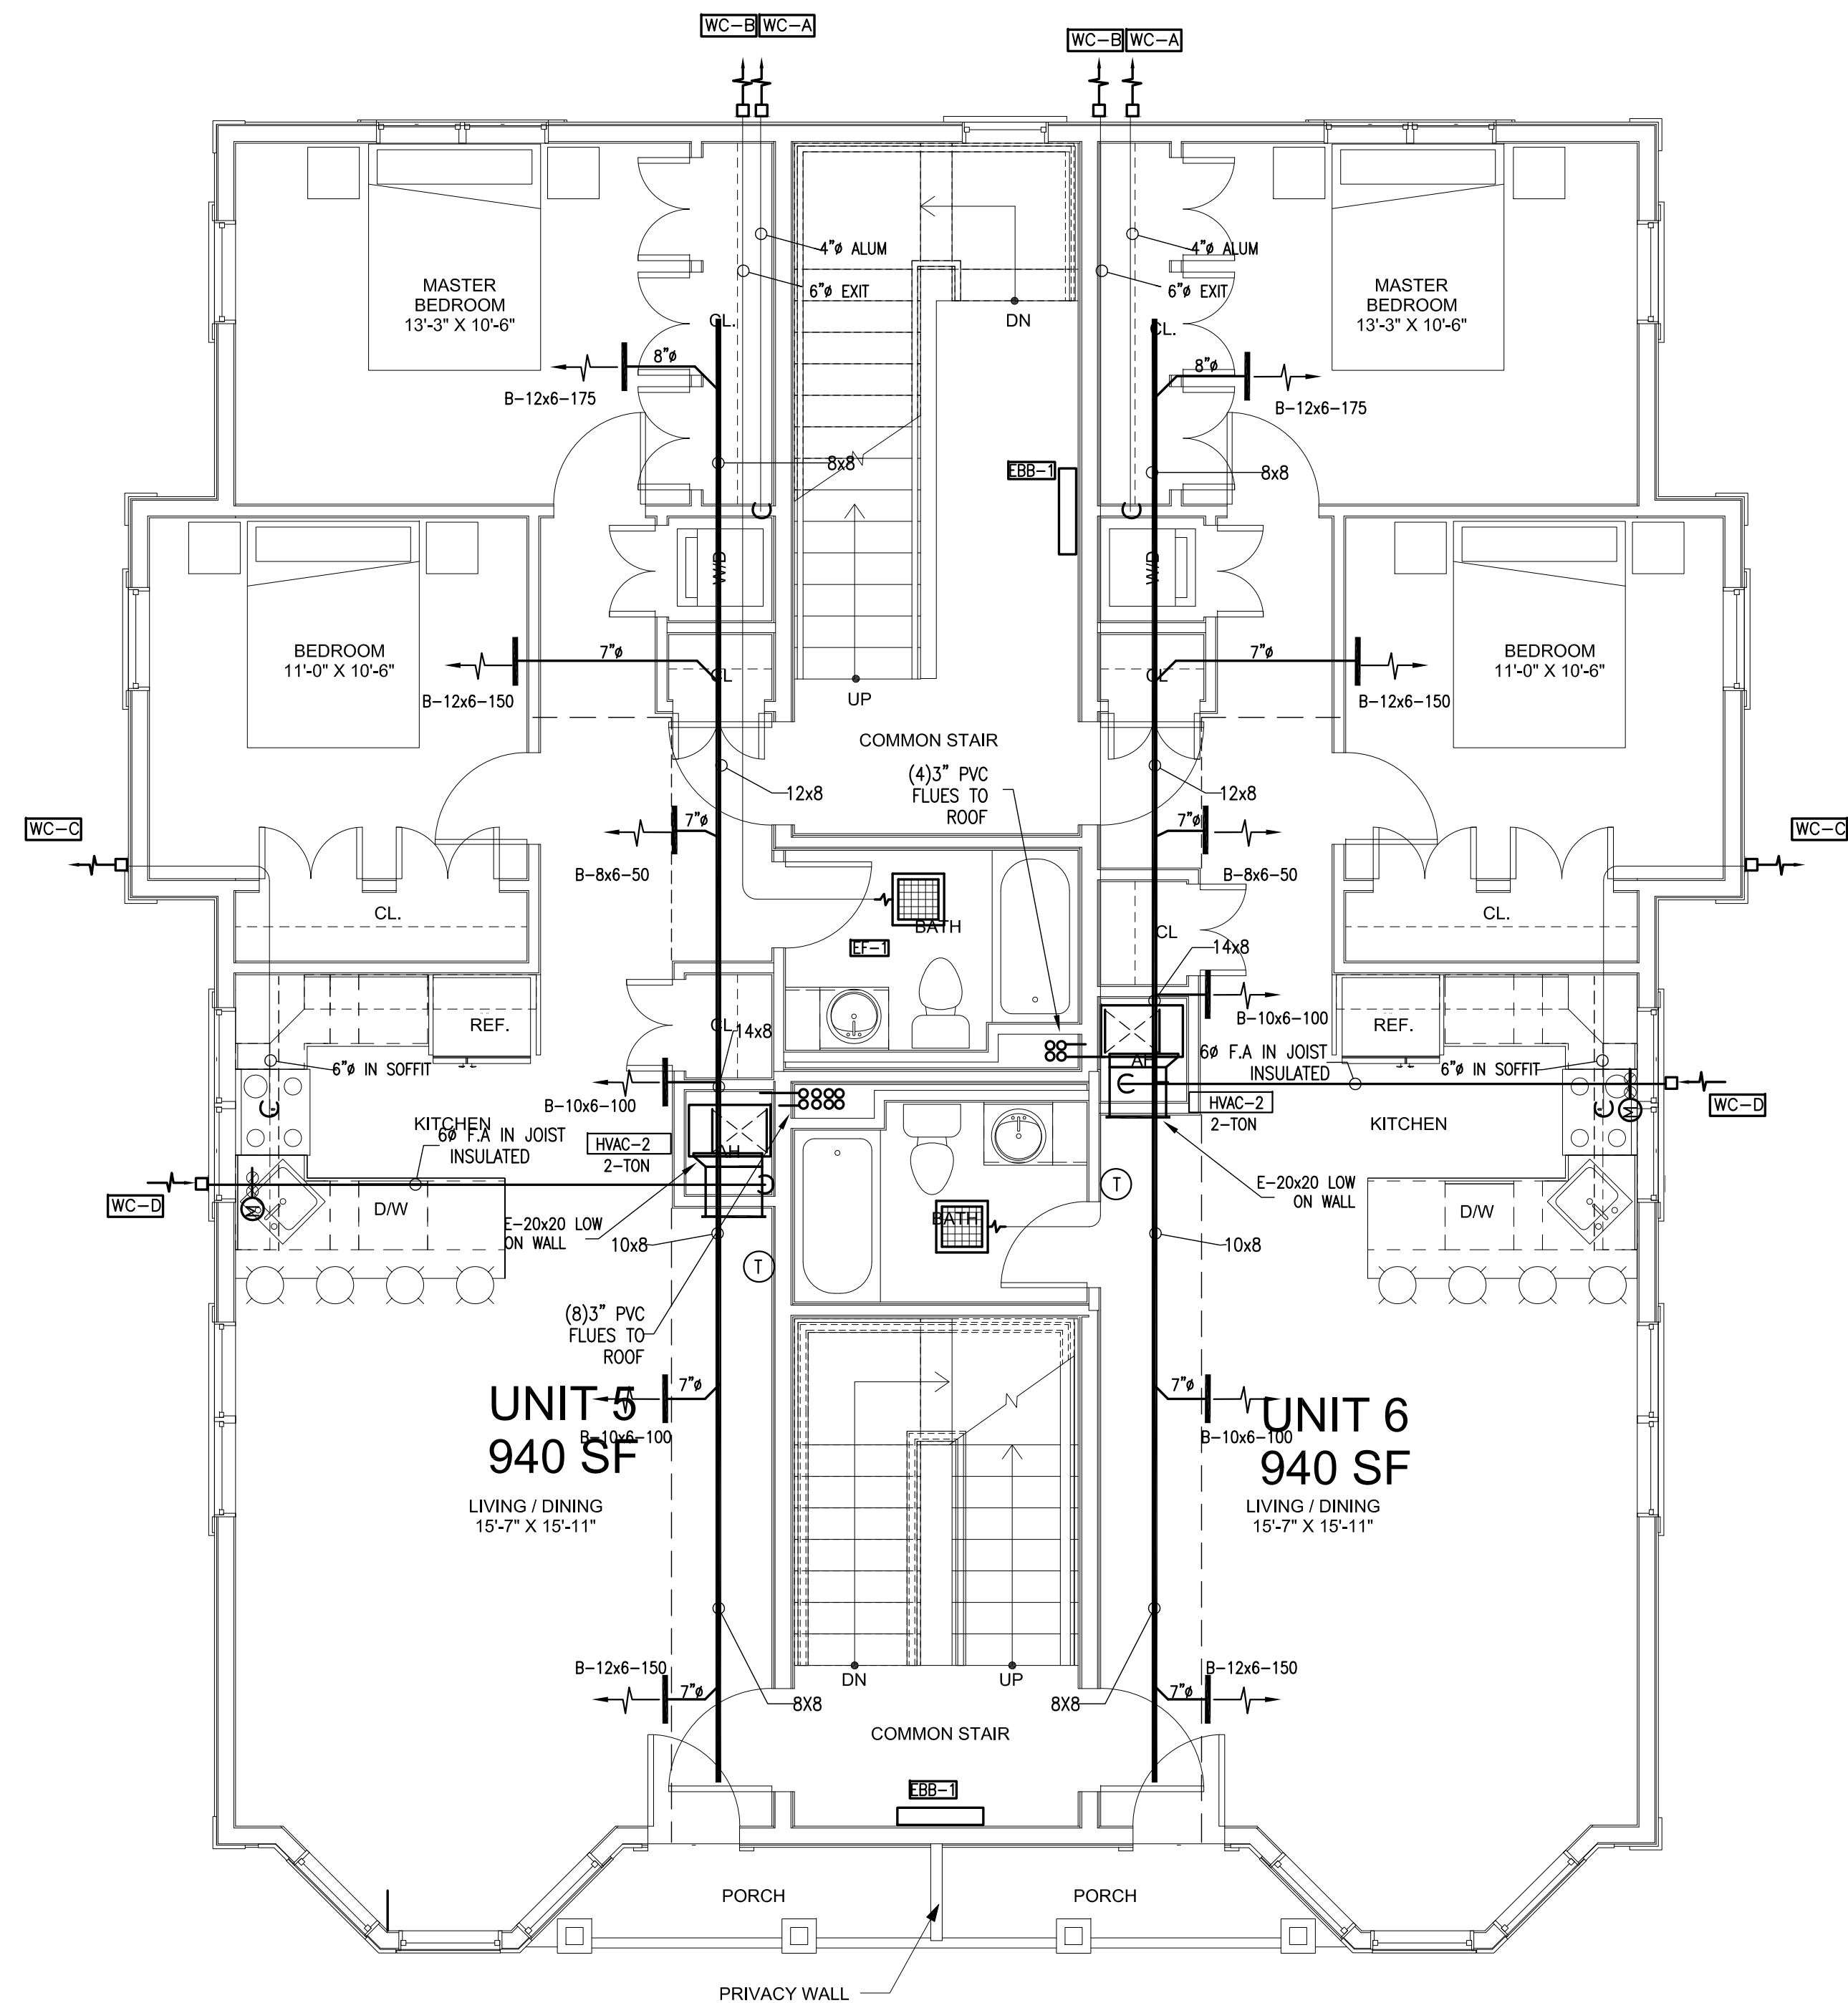 WC-B WC-A
WC-B WC-A
4"ø ALUM
4"ø ALUM
6"ø EXIT
6"ø EXIT
MASTER
BEDROOM
13'-3" X 10'-6"
MASTER
BEDROOM
13'-3" X 10'-6"
DN
CL.
CL.
8"ø
8"ø
B-12x6-175
B-12x6-175
8x8
EBB-1
8x8
W/D
W/D
BEDROOM
11'-0" X 10'-6"
7"ø
7"ø
BEDROOM
11'-0" X 10'-6"
CL
CL
B-12x6-150
UP
B-12x6-150
COMMON STAIR
(4)3" PVC
FLUES TO
ROOF
12x8
12x8
WC-C
7"ø
7"ø
WC-C
B-8x6-50
B-8x6-50
CL.
BATH
EF-1
CL
CL.
14x8
REF.
CL
14x8
B-10x6-100
REF.
6"ø IN SOFFIT
AH
6ø F.A IN JOIST
INSULATED
6"ø IN SOFFIT
B-10x6-100
C
C
C
M
HVAC-2
2-TON
WC-D
KITCHEN
6ø F.A IN JOIST
INSULATED
HVAC-2
2-TON
AH
KITCHEN
WC-D
M
D/W
T
E-20x20 LOW
ON WALL
D/W
E-20x20 LOW
ON WALL
10x8
BATH
10x8
T
(8)3" PVC
FLUES TO
ROOF
7"ø
7"ø
UNIT 5
940 SF
B-10x6-100
B-10x6-100
UNIT 6
940 SF
LIVING / DINING
15'-7" X 15'-11"
LIVING / DINING
15'-7" X 15'-11"
B-12x6-150
DN
UP
B-12x6-150
7"ø
7"ø
8X8
8X8
COMMON STAIR
EBB-1
PORCH
PORCH
PRIVACY WALL